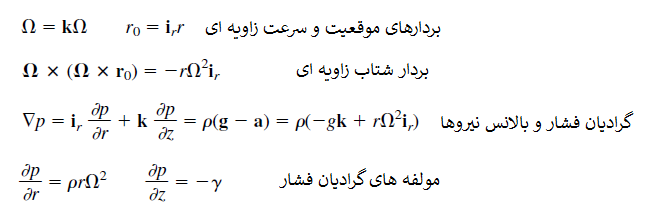 Ω = kΩ r₀ = iᵣr بردارهای موقعیت و سرعت زاویه ای
Ω × (Ω × r₀) = −rΩ²iᵣ بردار شتاب زاویه ای
∇p = iᵣ ∂p/∂r + k ∂p/∂z = ρ(g − a) = ρ(−gk + rΩ²iᵣ) گرادیان فشار و بالانس نیروها
∂p/∂r = ρrΩ² ∂p/∂z = −γ مولفه های گرادیان فشار